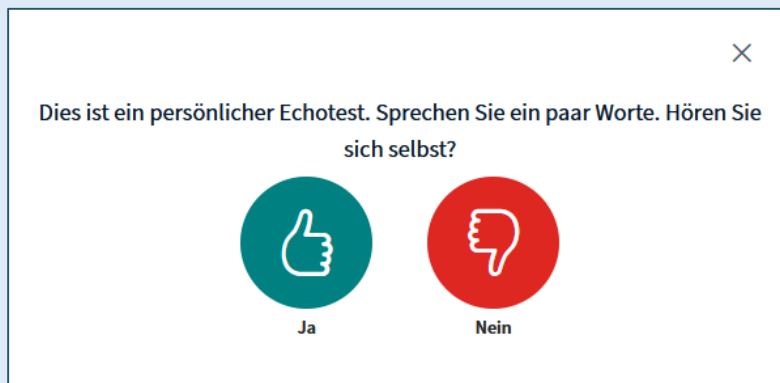 Dies ist ein persönlicher Echotest. Sprechen Sie ein paar Worte. Hören Sie
sich selbst?
Ja
Nein